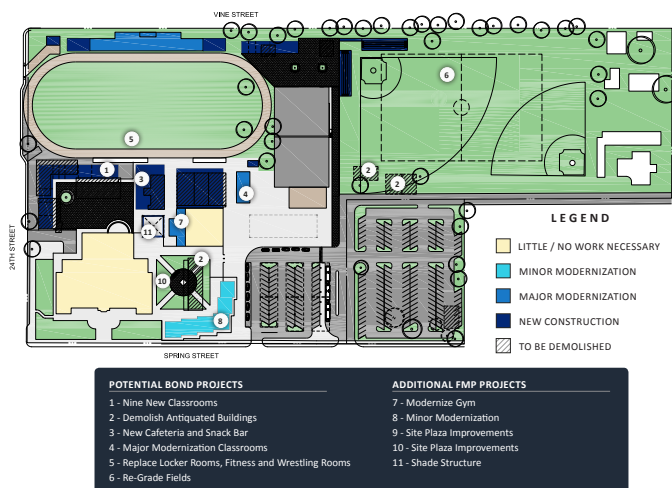 VINE STREET
6
5
2
2
1
3
4
7
11
24TH STREET
2
10
8
SPRING STREET
LEGEND
LITTLE / NO WORK NECESSARY
MINOR MODERNIZATION
MAJOR MODERNIZATION
NEW CONSTRUCTION
TO BE DEMOLISHED
POTENTIAL BOND PROJECTS
1 - Nine New Classrooms
2 - Demolish Antiquated Buildings
3 - New Cafeteria and Snack Bar
4 - Major Modernization Classrooms
5 - Replace Locker Rooms, Fitness and Wrestling Rooms
6 - Re-Grade Fields
ADDITIONAL FMP PROJECTS
7 - Modernize Gym
8 - Minor Modernization
9 - Site Plaza Improvements
10 - Site Plaza Improvements
11 - Shade Structure